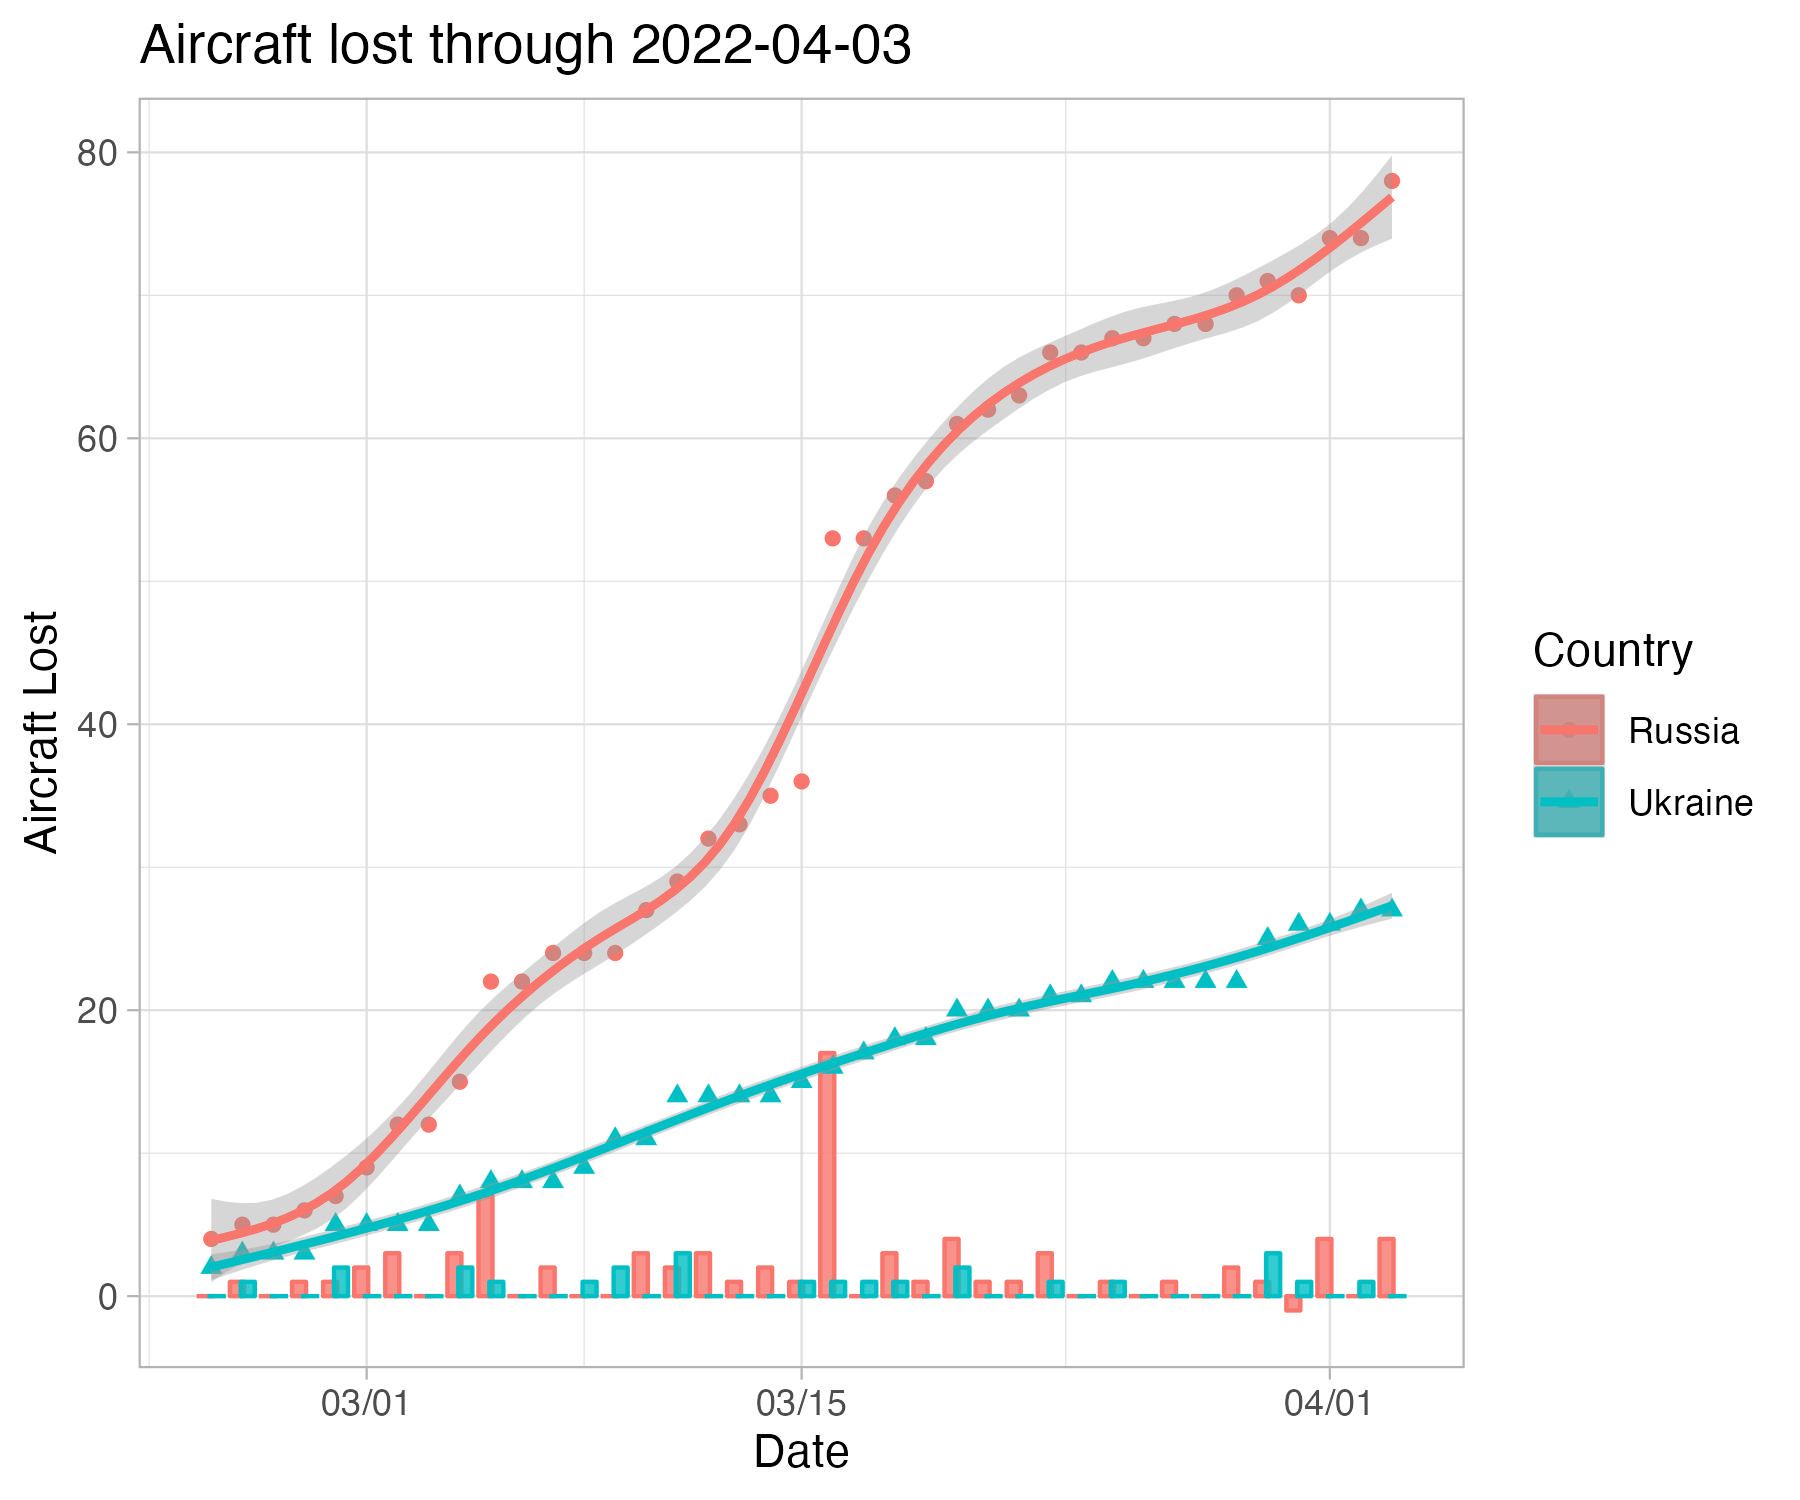 Aircraft lost through 2022-04-03
Aircraft Lost
80
60
40
20
0
03/01
03/15
04/01
Date
Country
Russia
Ukraine